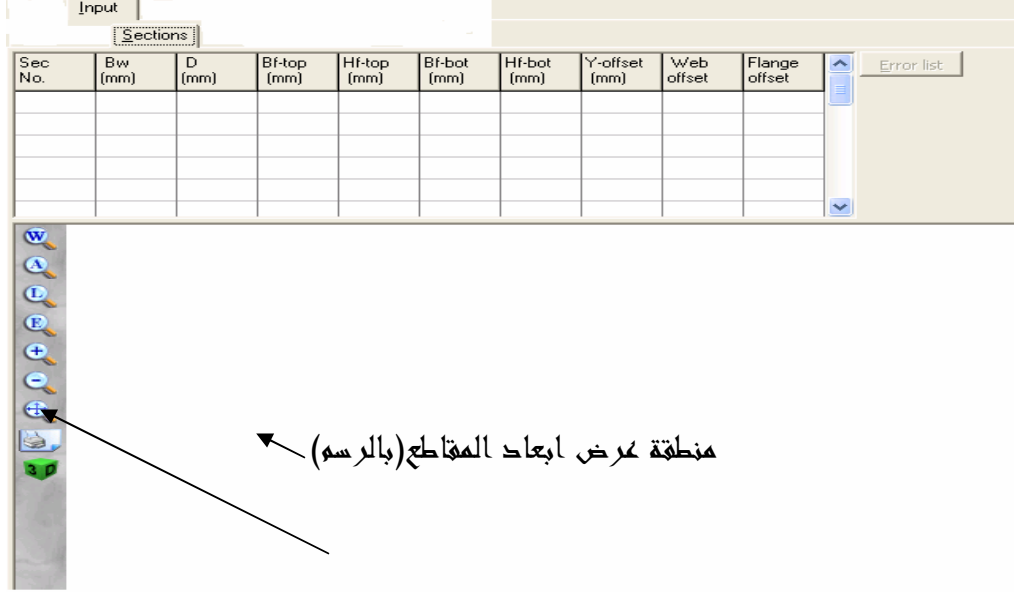 Input
Sections
Sec No. Bw (mm) D (mm) Bf-top (mm) Hf-top (mm) Bf-bot (mm) Hf-bot (mm) Y-offset (mm) Web offset Flange offset Error list
W
A
L
E
+
-
3 D
منطقة عرض ابعاد المقاطع(بالرسم)